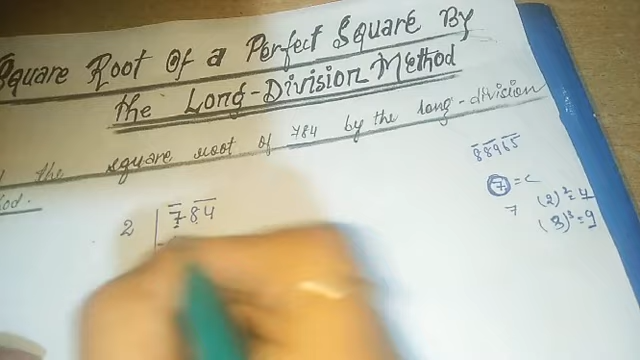 Square Root Of a Perfect Square By
the Long-Division Method
the square root of 784 by the long-division
88965
7 = <
7 (2)² = 4
(3)² = 9
2 784